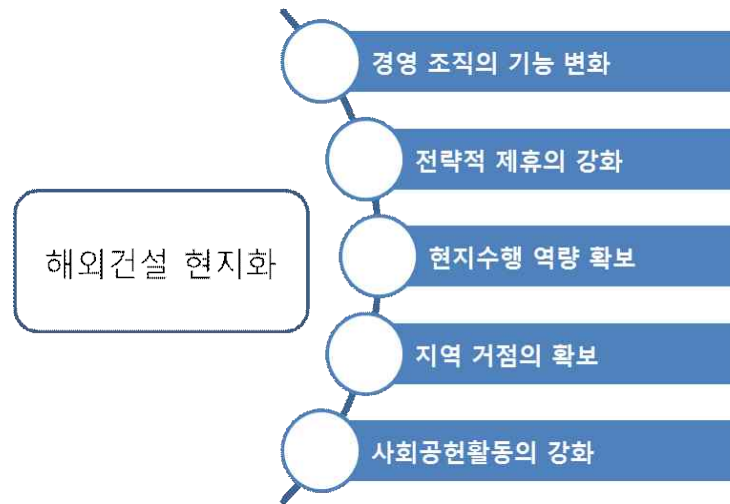 경영 조직의 기능 변화
전략적 제휴의 강화
해외건설 현지화
현지수행 역량 확보
지역 거점의 확보
사회공헌활동의 강화